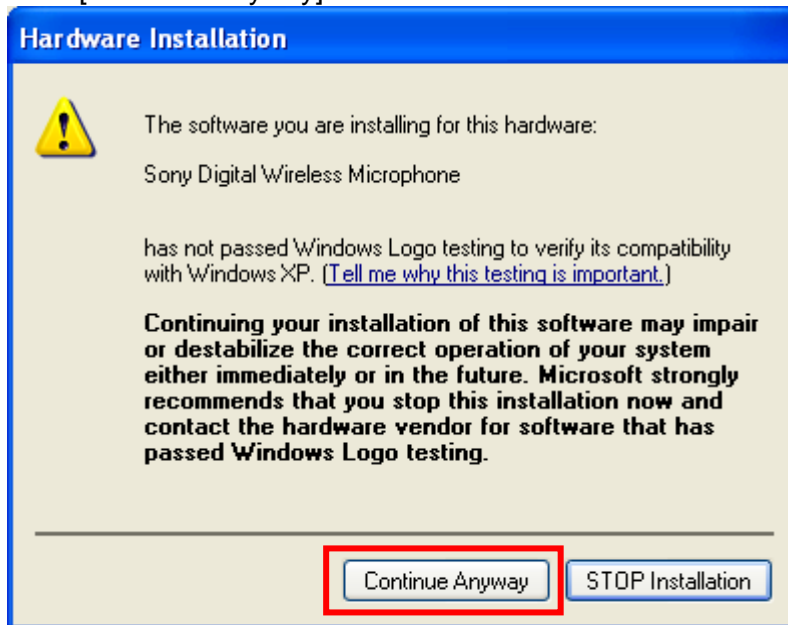 Hardware Installation
The software you are installing for this hardware:
Sony Digital Wireless Microphone
has not passed Windows Logo testing to verify its compatibility
with Windows XP. (Tell me why this testing is important.)
Continuing your installation of this software may impair
or destabilize the correct operation of your system
either immediately or in the future. Microsoft strongly
recommends that you stop this installation now and
contact the hardware vendor for software that has
passed Windows Logo testing.
Continue Anyway
STOP Installation